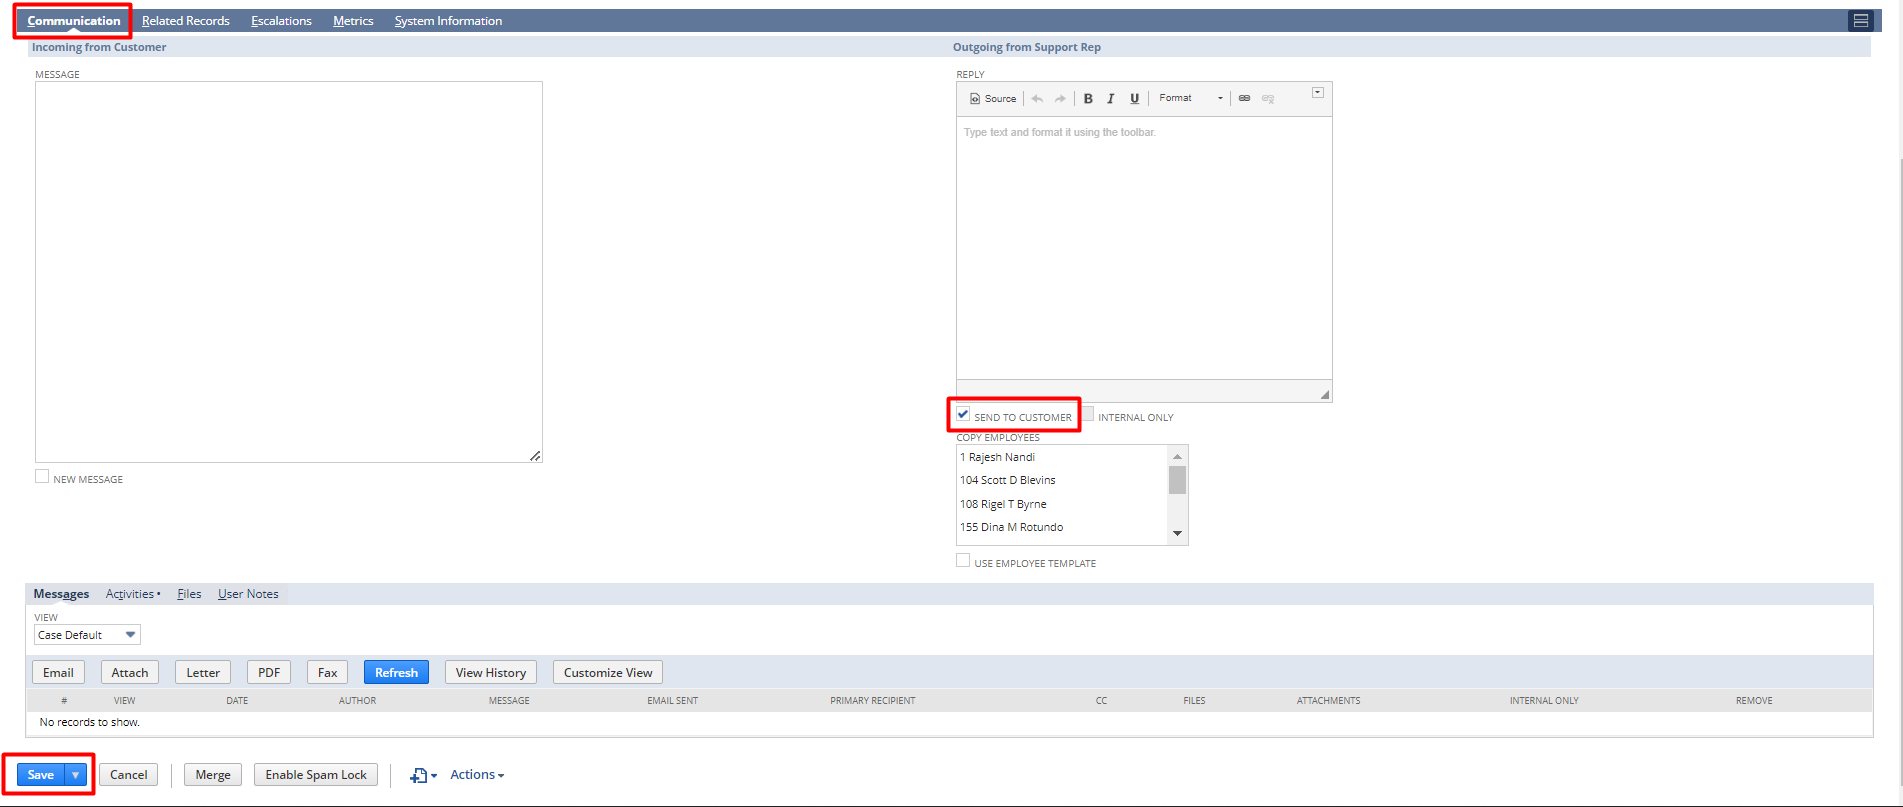 Communication Related Records Escalations Metrics System Information
Incoming from Customer
Outgoing from Support Rep
MESSAGE
NEW MESSAGE
REPLY
Source B I U Format
Type text and format it using the toolbar.
SEND TO CUSTOMER INTERNAL ONLY
COPY EMPLOYEES
1 Rajesh Nandi
104 Scott D Blevins
108 Rigel T Byrne
155 Dina M Rotundo
USE EMPLOYEE TEMPLATE
Messages Activities • Files User Notes
VIEW
Case Default
Email Attach Letter PDF Fax Refresh View History Customize View
# VIEW DATE AUTHOR MESSAGE EMAIL SENT PRIMARY RECIPIENT CC FILES ATTACHMENTS INTERNAL ONLY REMOVE
No records to show.
Save Cancel Merge Enable Spam Lock Actions